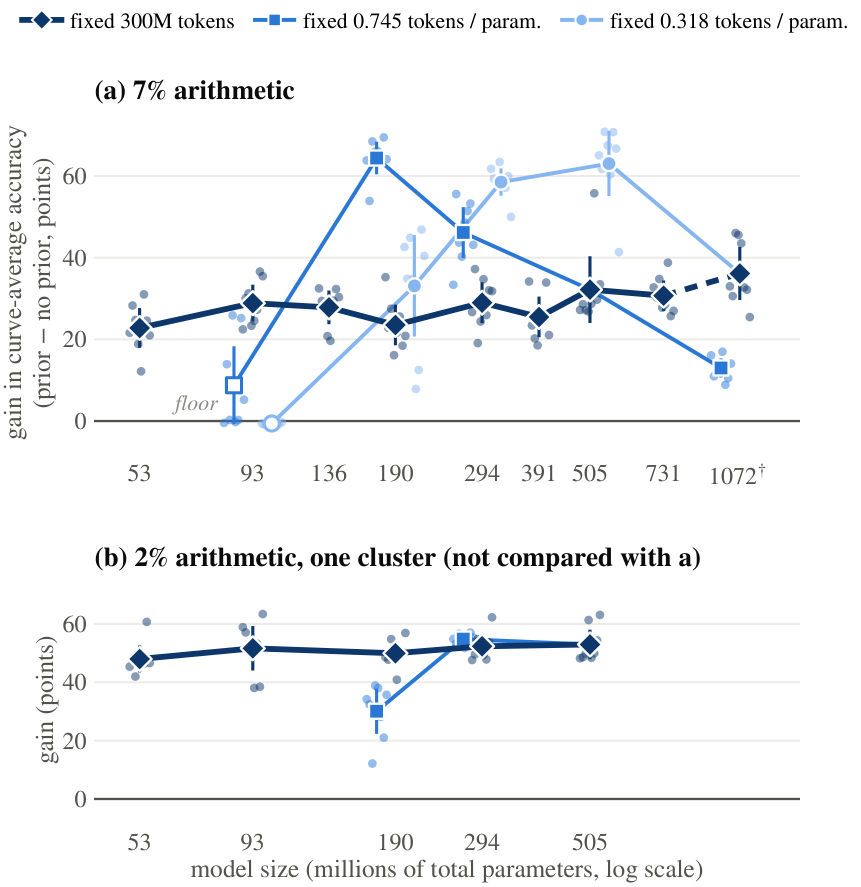 fixed 300M tokens fixed 0.745 tokens / param. fixed 0.318 tokens / param.
(a) 7% arithmetic
gain in curve-average accuracy
(prior − no prior, points)
60
40
20
0
floor
53 93 136 190 294 391 505 731 1072†
(b) 2% arithmetic, one cluster (not compared with a)
gain (points)
60
40
20
0
53 93 190 294 505
model size (millions of total parameters, log scale)